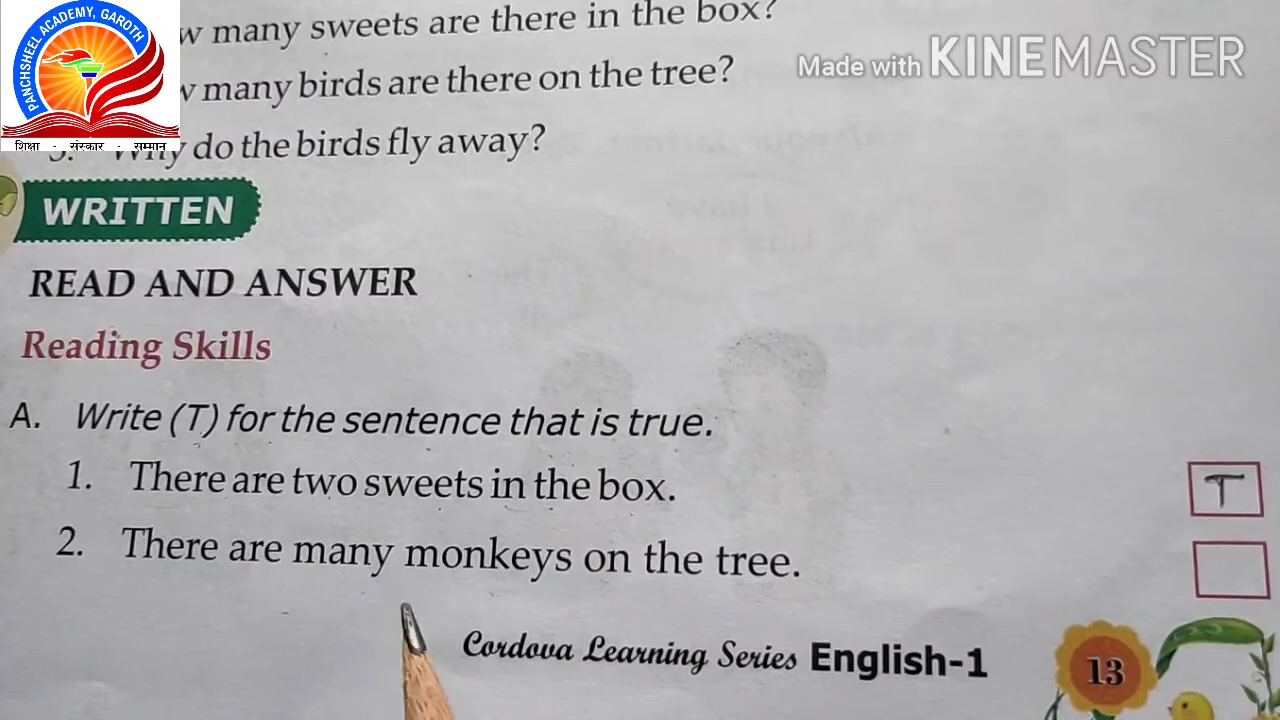 PANCHSHEEL ACADEMY, GAROTH
शिक्षा - संस्कार - सम्मान
Made with KINEMASTER
many sweets are there in the box?
many birds are there on the tree?
do the birds fly away?
WRITTEN
READ AND ANSWER
Reading Skills
A. Write (T) for the sentence that is true.
1. There are two sweets in the box. T
2. There are many monkeys on the tree.
Cordova Learning Series English-1
13